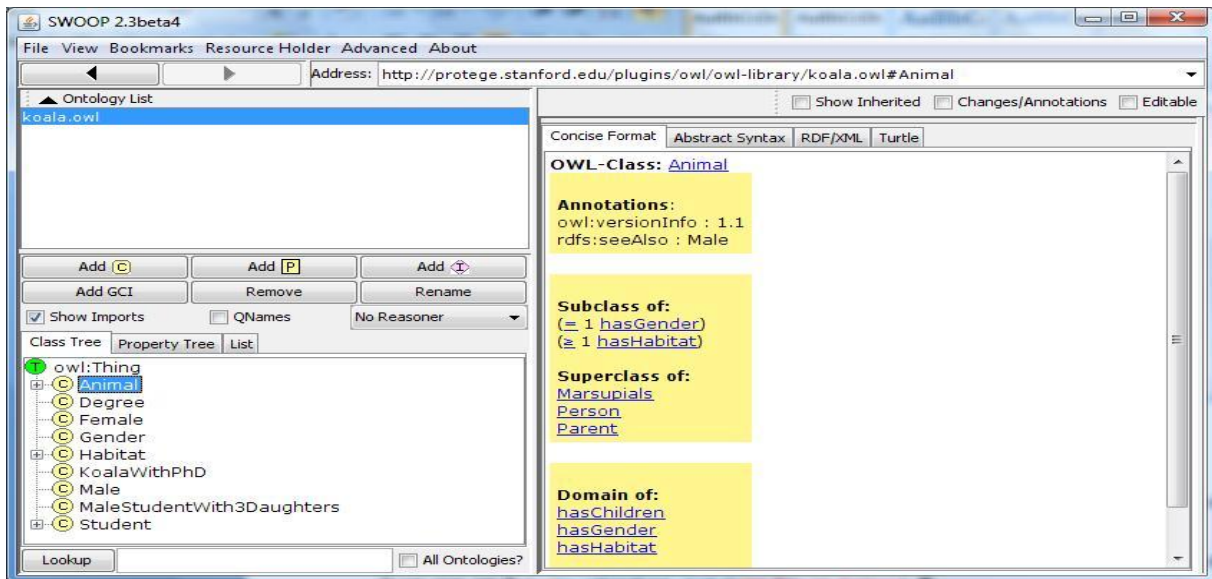 SWOOP 2.3beta4
File View Bookmarks Resource Holder Advanced About
Address: http://protege.stanford.edu/plugins/owl/owl-library/koala.owl#Animal
Ontology List
koala.owl
Add C Add P Add I
Add GCI Remove Rename
Show Imports QNames No Reasoner
Class Tree Property Tree List
T owl:Thing
C Animal
C Degree
C Female
C Gender
C Habitat
C KoalaWithPhD
C Male
C MaleStudentWith3Daughters
C Student
Lookup All Ontologies?
Show Inherited Changes/Annotations Editable
Concise Format Abstract Syntax RDF/XML Turtle
OWL-Class: Animal
Annotations:
owl:versionInfo : 1.1
rdfs:seeAlso : Male
Subclass of:
(= 1 hasGender)
(≥ 1 hasHabitat)
Superclass of:
Marsupials
Person
Parent
Domain of:
hasChildren
hasGender
hasHabitat